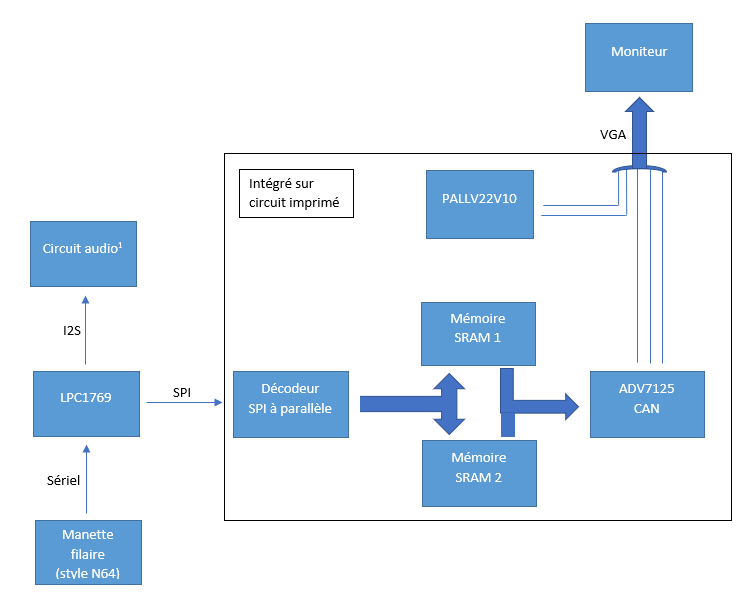 Moniteur
VGA
Intégré sur
circuit imprimé
PALLV22V10
Circuit audio¹
I2S
Mémoire
SRAM 1
LPC1769
SPI
Décodeur
SPI à parallèle
ADV7125
CAN
Mémoire
SRAM 2
Sériel
Manette
filaire
(style N64)